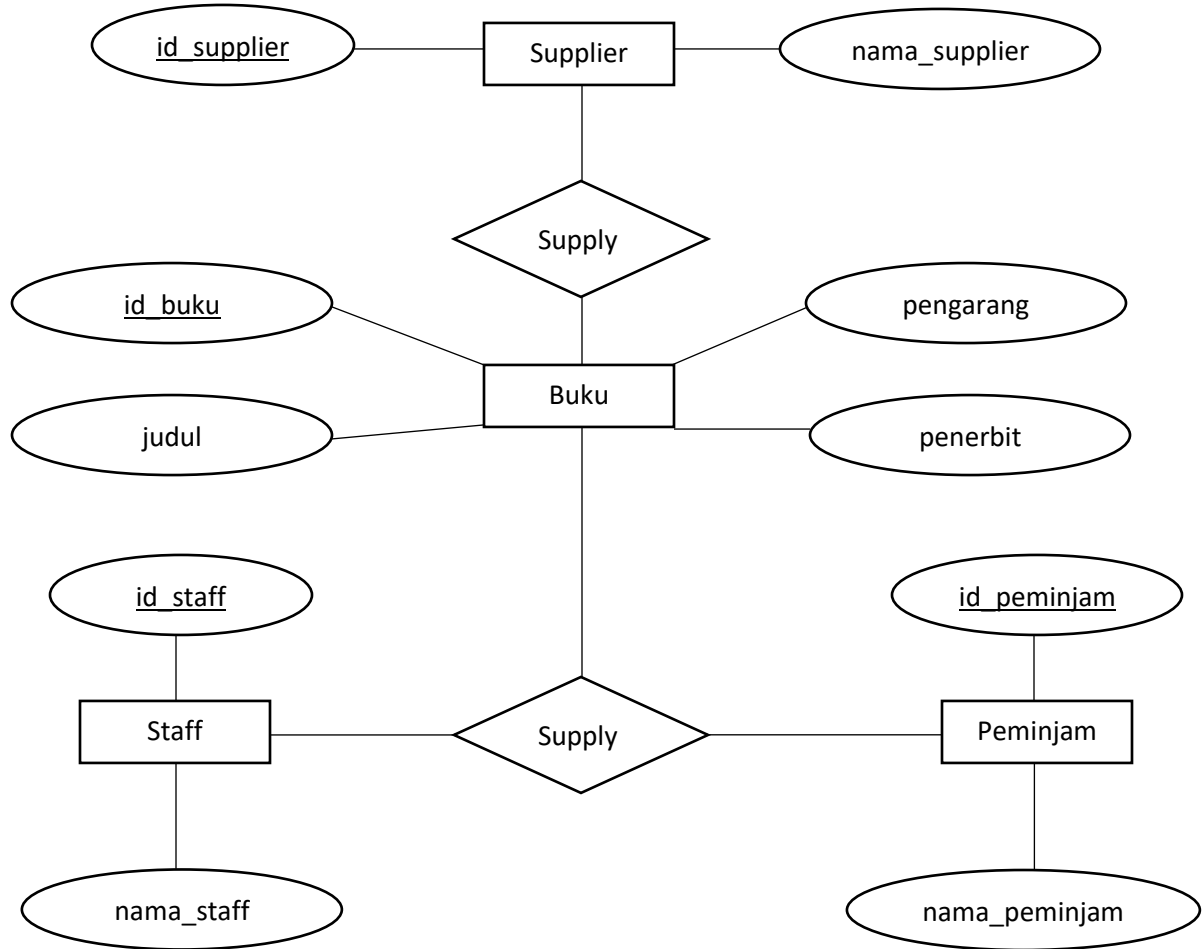 id_supplier
Supplier
nama_supplier
Supply
id_buku
pengarang
Buku
judul
penerbit
id_staff
id_peminjam
Staff
Supply
Peminjam
nama_staff
nama_peminjam